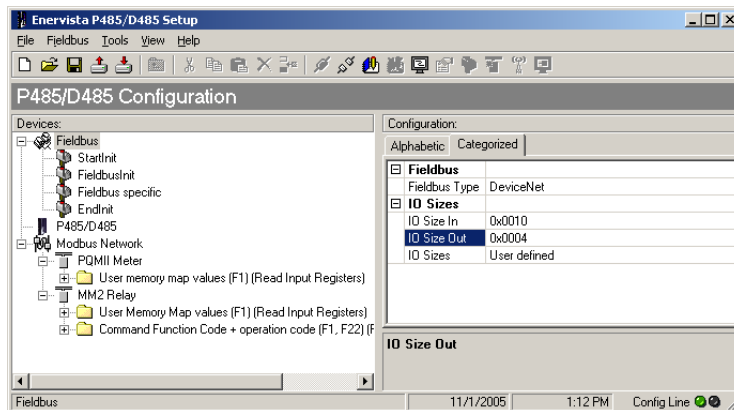 Enervista P485/D485 Setup
File Fieldbus Tools View Help
P485/D485 Configuration
Devices:
Fieldbus
StartInit
FieldbusInit
Fieldbus specific
EndInit
P485/D485
Modbus Network
PQMII Meter
User memory map values (F1) (Read Input Registers)
MM2 Relay
User Memory Map values (F1) (Read Input Registers)
Command Function Code + operation code (F1, F22) (F
Configuration:
Alphabetic Categorized
Fieldbus
Fieldbus Type DeviceNet
IO Sizes
IO Size In 0x0010
IO Size Out 0x0004
IO Sizes User defined
IO Size Out
Fieldbus 11/1/2005 1:12 PM Config Line